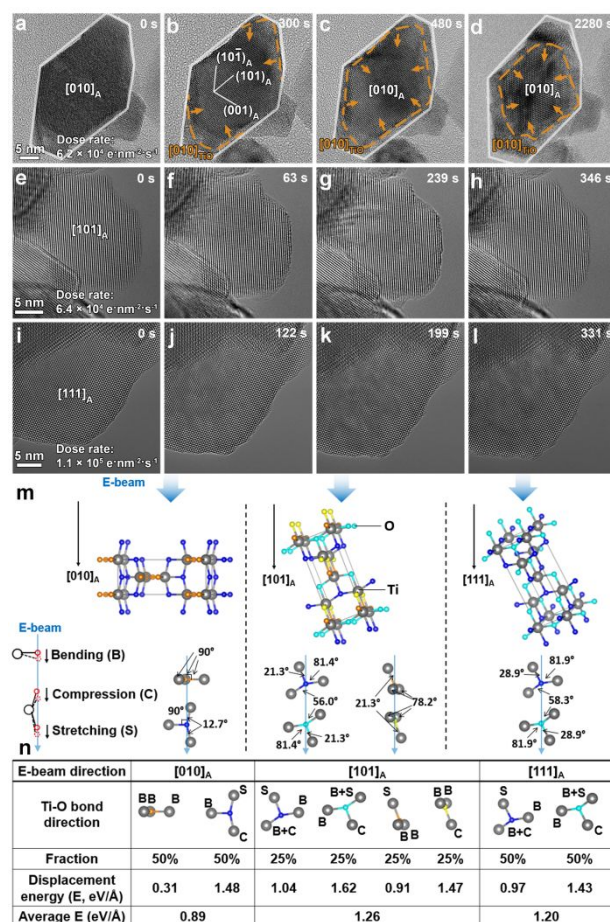 a 0 s
[010]A
Dose rate:
6.2 × 10⁴ e·nm⁻²·s⁻¹
5 nm
b 300 s
(101̄)A
(101)A
(001)A
[010]TiO
c 480 s
[010]A
[010]TiO
d 2280 s
[010]A
[010]TiO
e 0 s
[101]A
Dose rate:
6.4 × 10⁴ e·nm⁻²·s⁻¹
5 nm
f 63 s
g 239 s
h 346 s
i 0 s
[111]A
Dose rate:
1.1 × 10⁵ e·nm⁻²·s⁻¹
5 nm
j 122 s
k 199 s
l 331 s
m E-beam
[010]A
[101]A
O
Ti
[111]A
E-beam
Bending (B)
Compression (C)
Stretching (S)
90°
90°
12.7°
21.3° 81.4°
56.0°
81.4° 21.3°
21.3° 78.2°
28.9° 81.9°
58.3°
81.9° 28.9°
n
E-beam direction [010]A [101]A [111]A
Ti-O bond direction
BB B
B S C
S B B+C
B+S B C
S B B
B B C
S B B+C
B+S B C
Fraction 50% 50% 25% 25% 25% 25% 50% 50%
Displacement energy (E, eV/Å) 0.31 1.48 1.04 1.62 0.91 1.47 0.97 1.43
Average E (eV/Å) 0.89 1.26 1.20